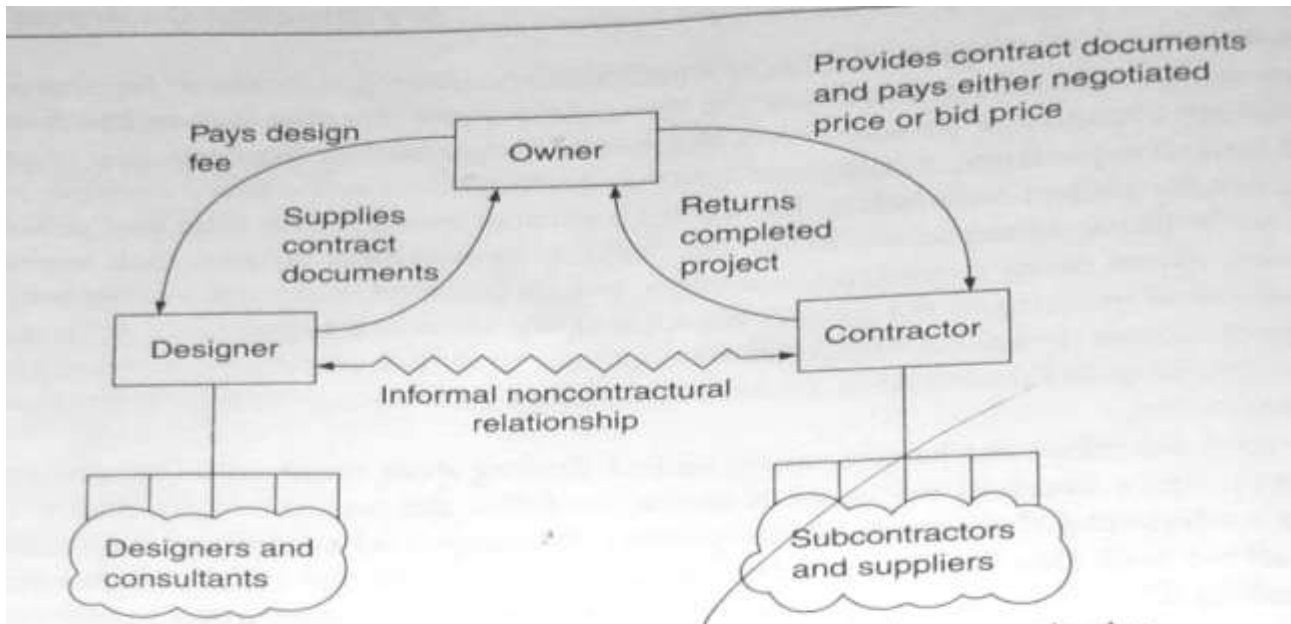 Provides contract documents
and pays either negotiated
price or bid price
Pays design
fee
Owner
Supplies
contract
documents
Returns
completed
project
Designer
Contractor
Informal noncontractural
relationship
Designers and
consultants
Subcontractors
and suppliers